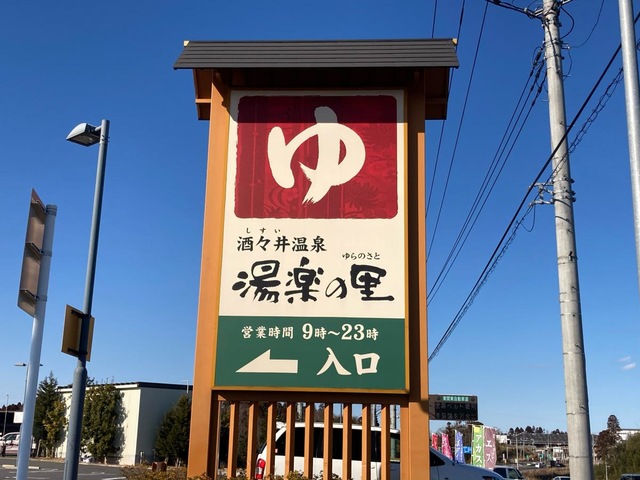 ゆ
しすい
酒々井温泉
ゆらのさと
湯楽の里
営業時間 9時～23時
入口